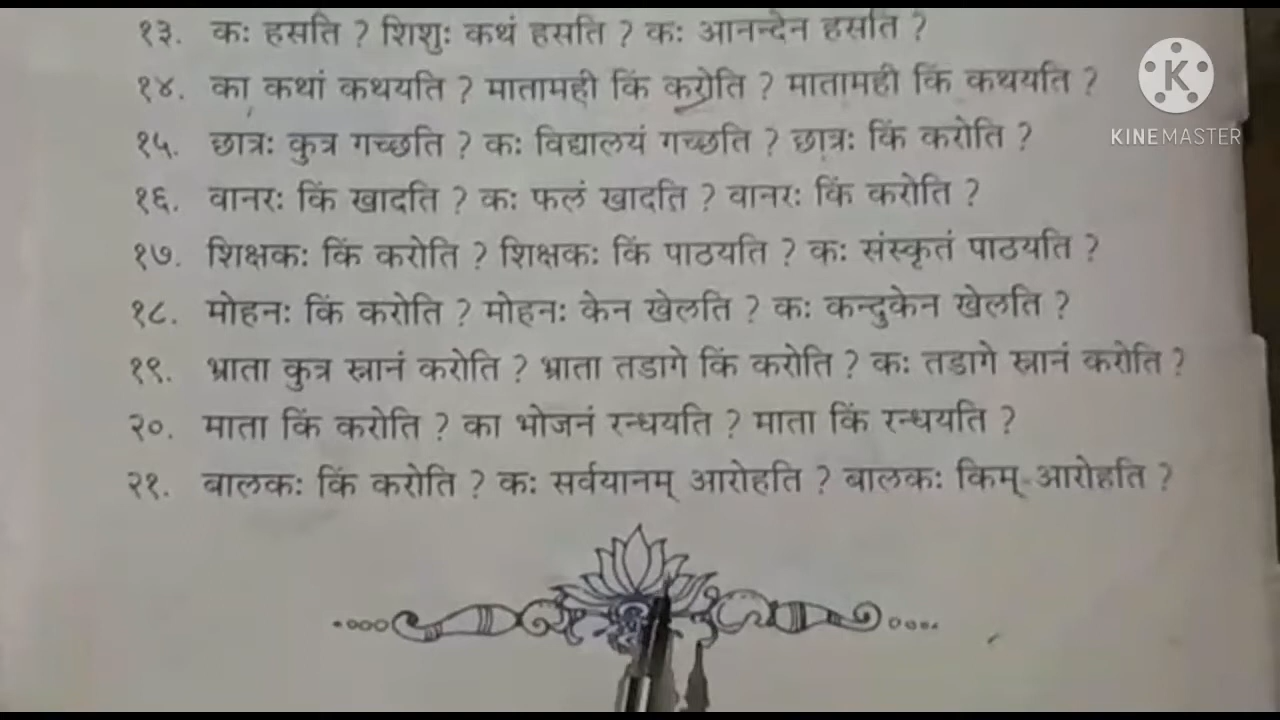 १३. कः हसति ? शिशुः कथं हसति ? कः आनन्देन हसति ?
१४. का कथां कथयति ? मातामही किं करोति ? मातामही किं कथयति ?
१५. छात्रः कुत्र गच्छति ? कः विद्यालयं गच्छति ? छात्रः किं करोति ?
१६. वानरः किं खादति ? कः फलं खादति ? वानरः किं करोति ?
१७. शिक्षकः किं करोति ? शिक्षकः किं पाठयति ? कः संस्कृतं पाठयति ?
१८. मोहनः किं करोति ? मोहनः केन खेलति ? कः कन्दुकेन खेलति ?
१९. भ्राता कुत्र स्नानं करोति ? भ्राता तडागे किं करोति ? कः तडागे स्नानं करोति ?
२०. माता किं करोति ? का भोजनं रन्धयति ? माता किं रन्धयति ?
२१. बालकः किं करोति ? कः सर्वयानम् आरोहति ? बालकः किम् आरोहति ?
K
KINEMASTER